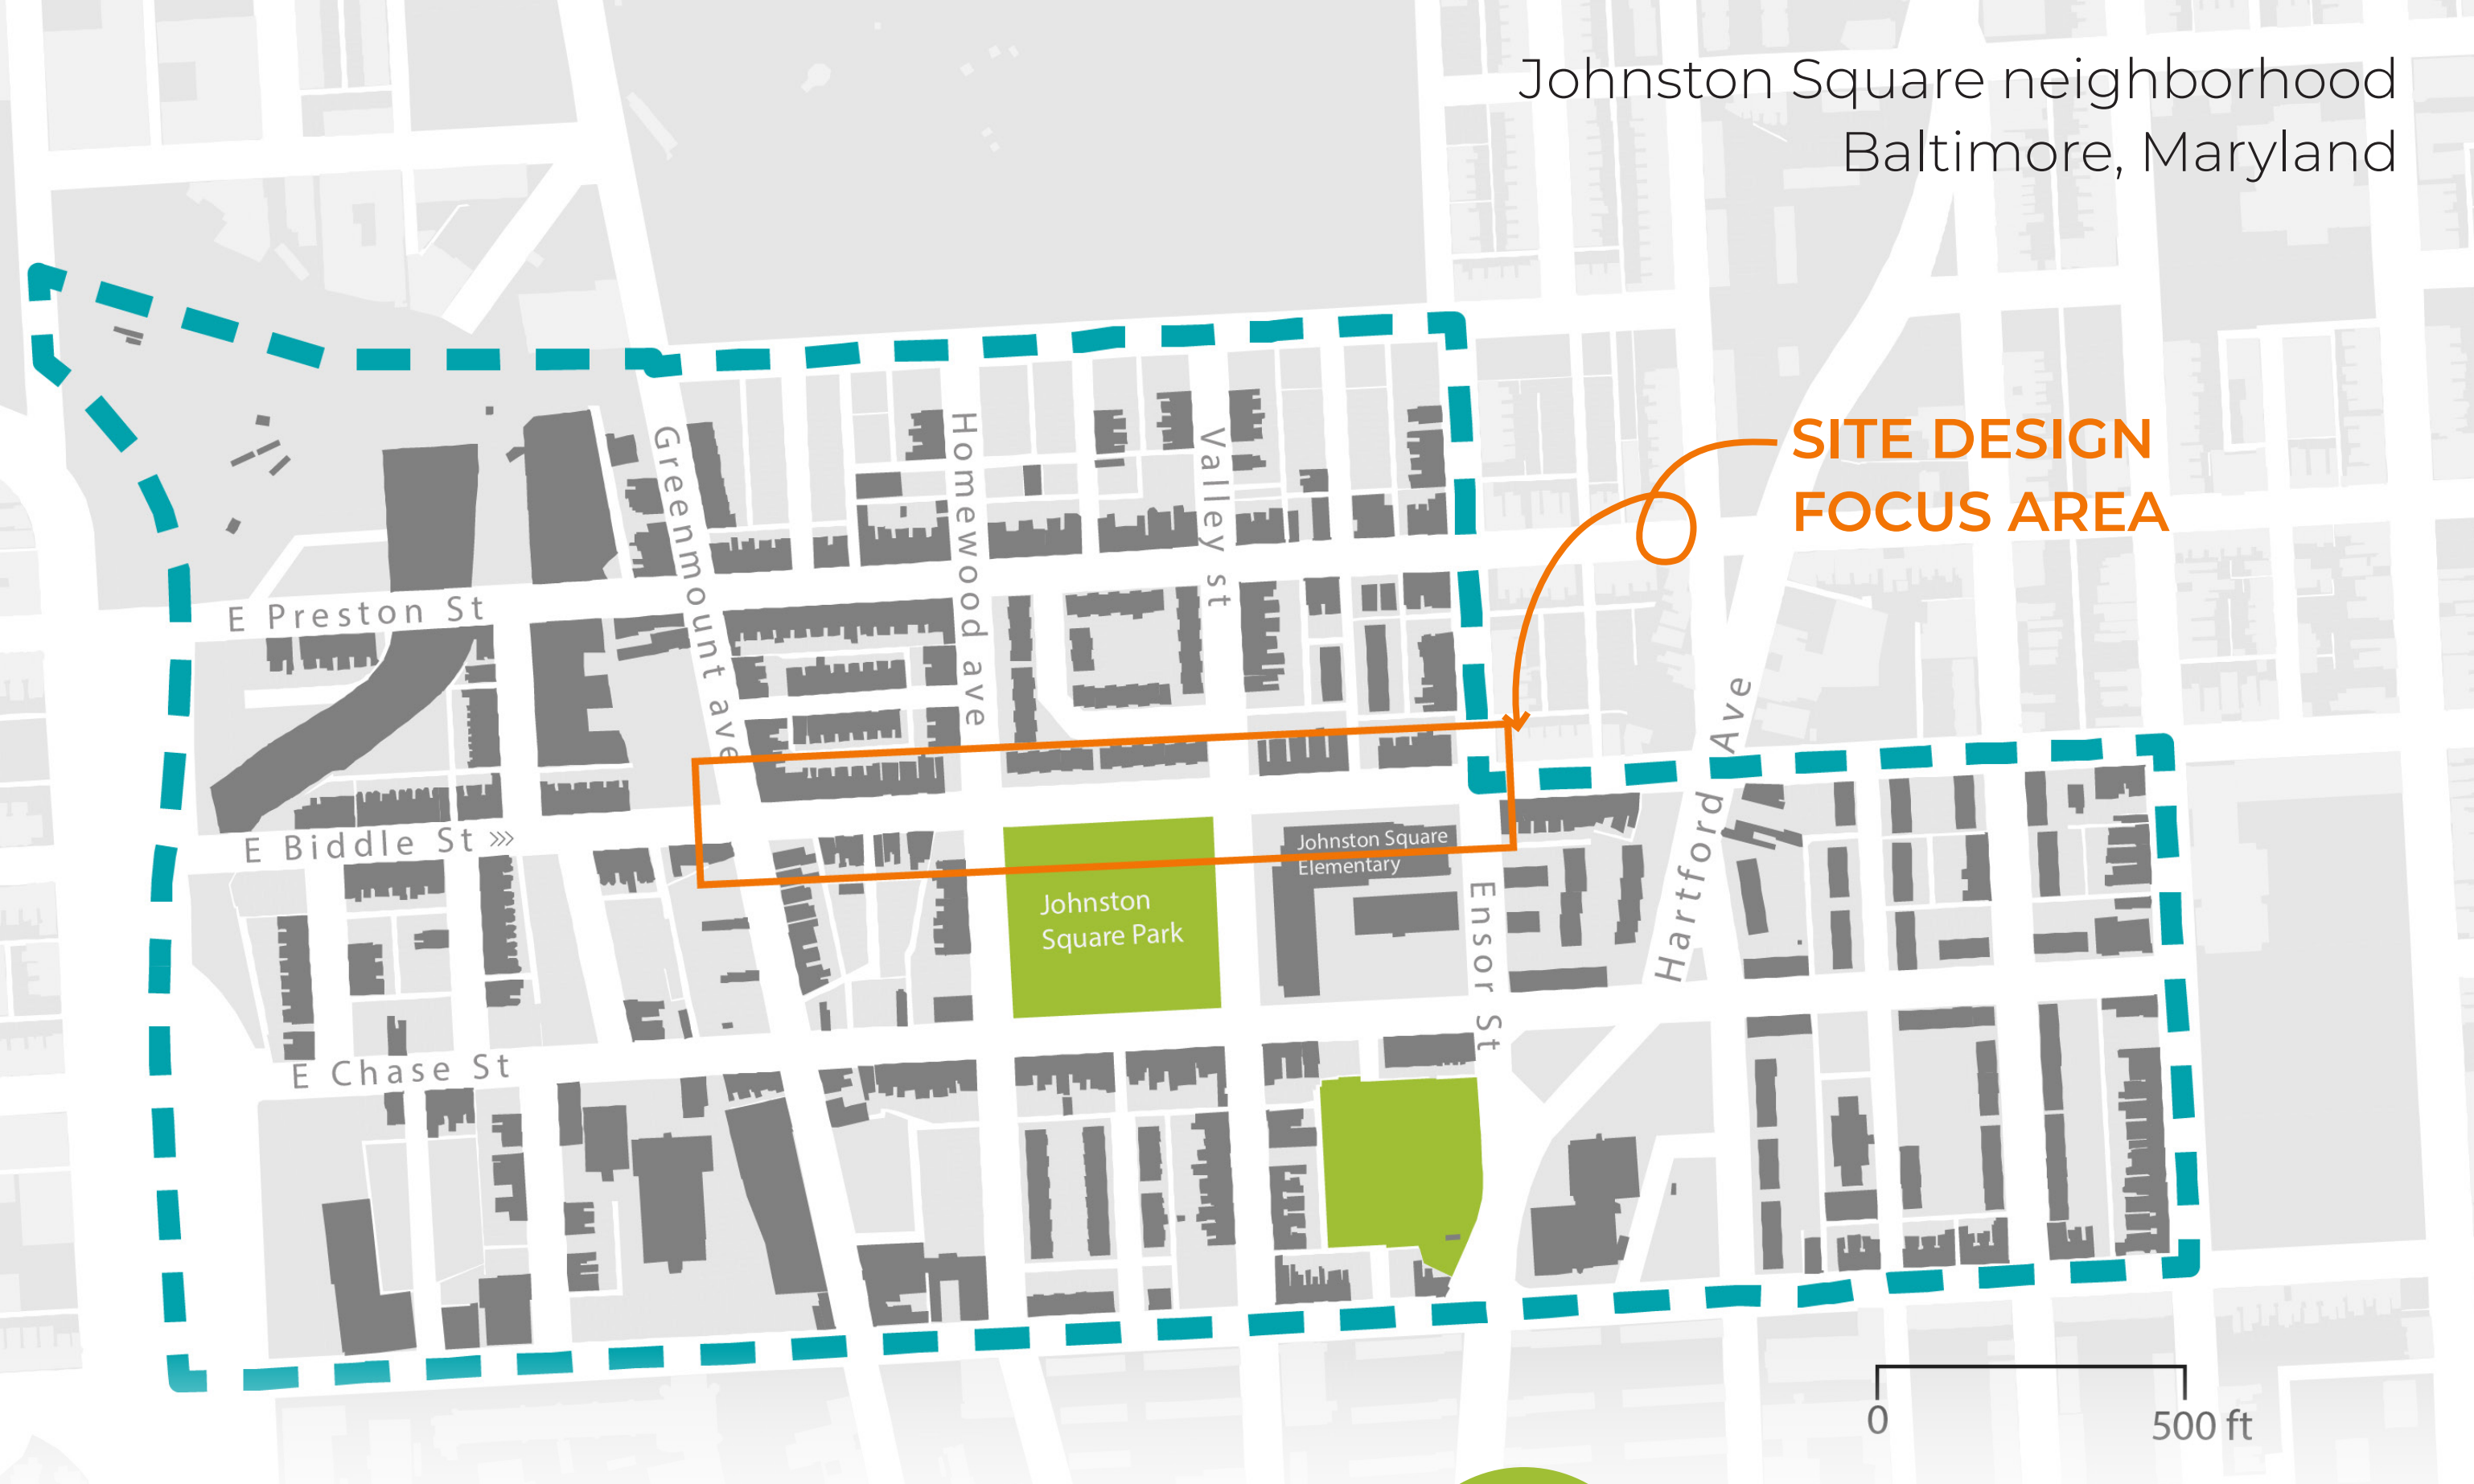 Johnston Square neighborhood
Baltimore, Maryland
SITE DESIGN
FOCUS AREA
Greenmount ave
Homewood ave
Valley st
E Preston St
Hartford Ave
E Biddle St >>>
Johnston Square
Elementary
Johnston
Square Park
Ensor St
E Chase St
0
500 ft